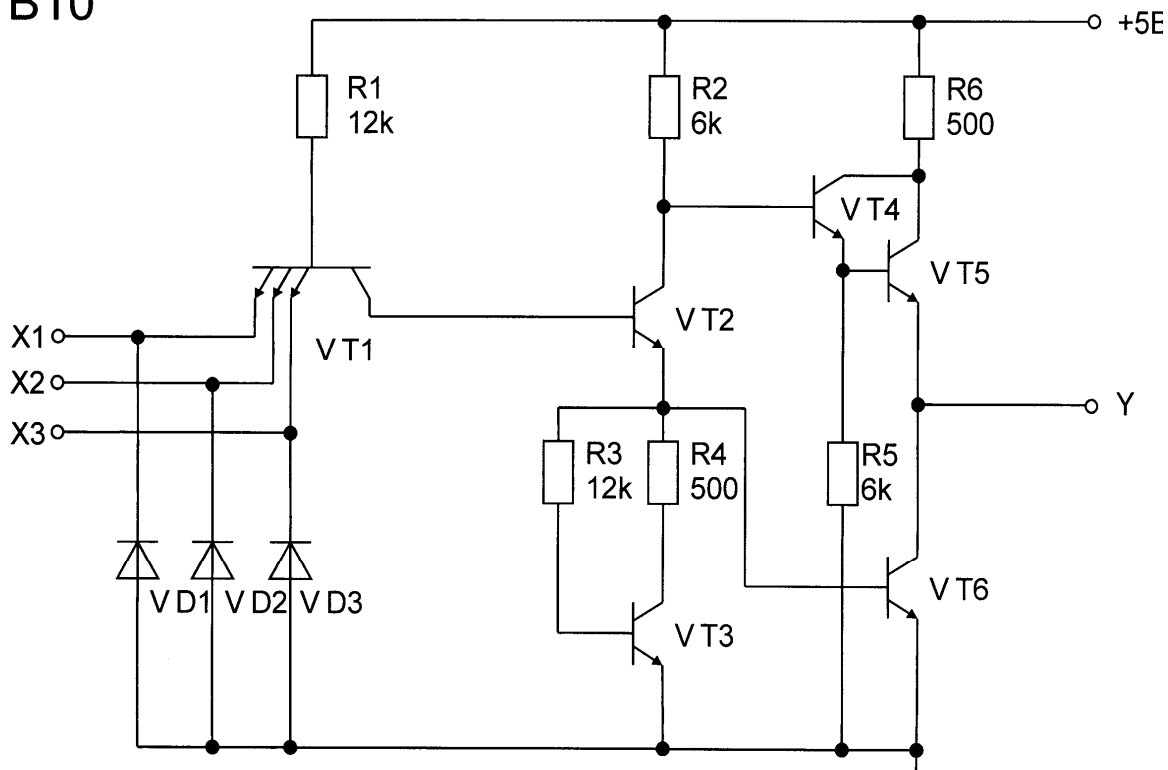 В10
+5В
R1
12k
R2
6k
R6
500
VT4
VT5
VT2
VT1
X1
X2
X3
Y
R3
12k
R4
500
R5
6k
VD1
VD2
VD3
VT3
VT6